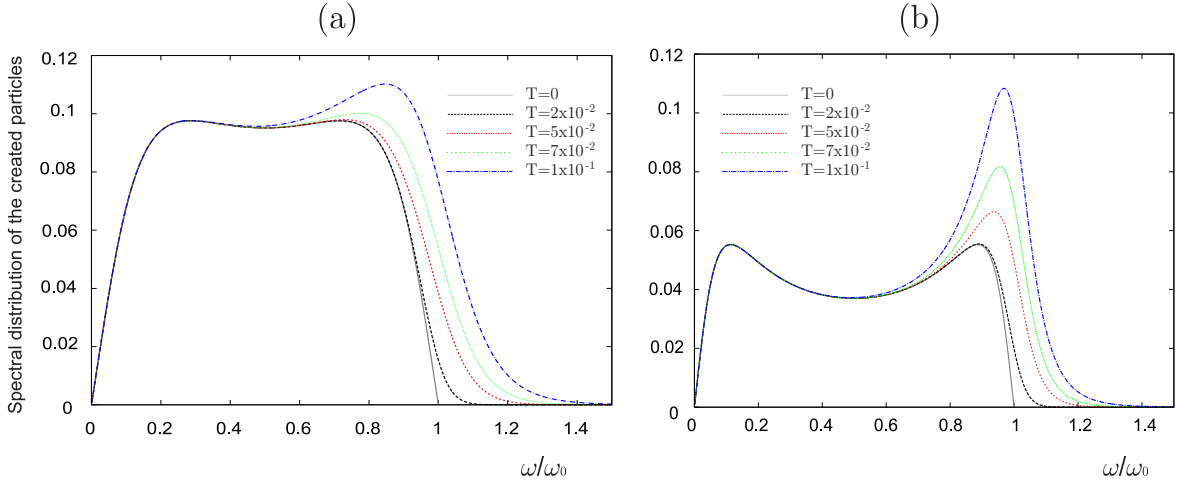 (a)
Spectral distribution of the created particles
0.12
0.1
0.08
0.06
0.04
0.02
0
T=0
T=2x10⁻²
T=5x10⁻²
T=7x10⁻²
T=1x10⁻¹
0 0.2 0.4 0.6 0.8 1 1.2 1.4
ω/ω₀
(b)
0.12
0.1
0.08
0.06
0.04
0.02
0
T=0
T=2x10⁻²
T=5x10⁻²
T=7x10⁻²
T=1x10⁻¹
0 0.2 0.4 0.6 0.8 1 1.2 1.4
ω/ω₀